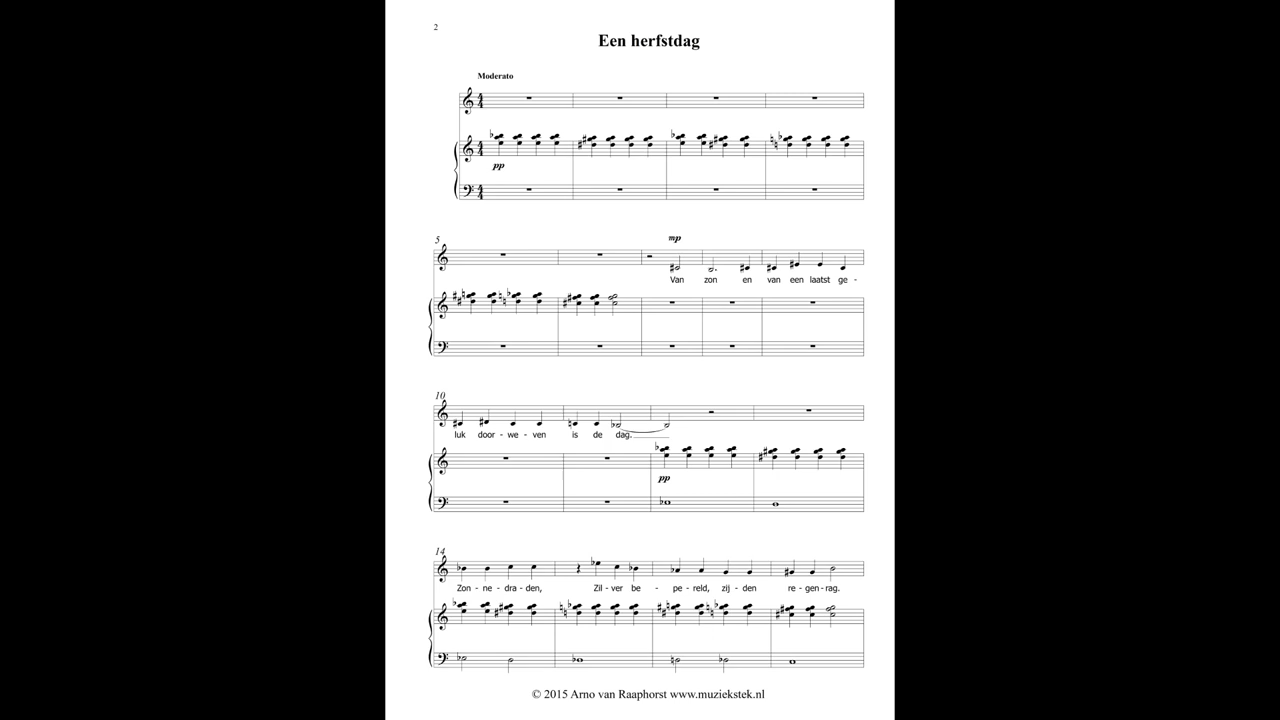 2
Een herfstdag
Moderato
pp
5
mp
Van zon en van een laatst ge -
10
luk door - we - ven is de dag.
pp
14
Zon - ne - dra - den, Zil - ver be - pe - reld, zij - den re - gen - rag.
© 2015 Arno van Raaphorst www.muziekstek.nl